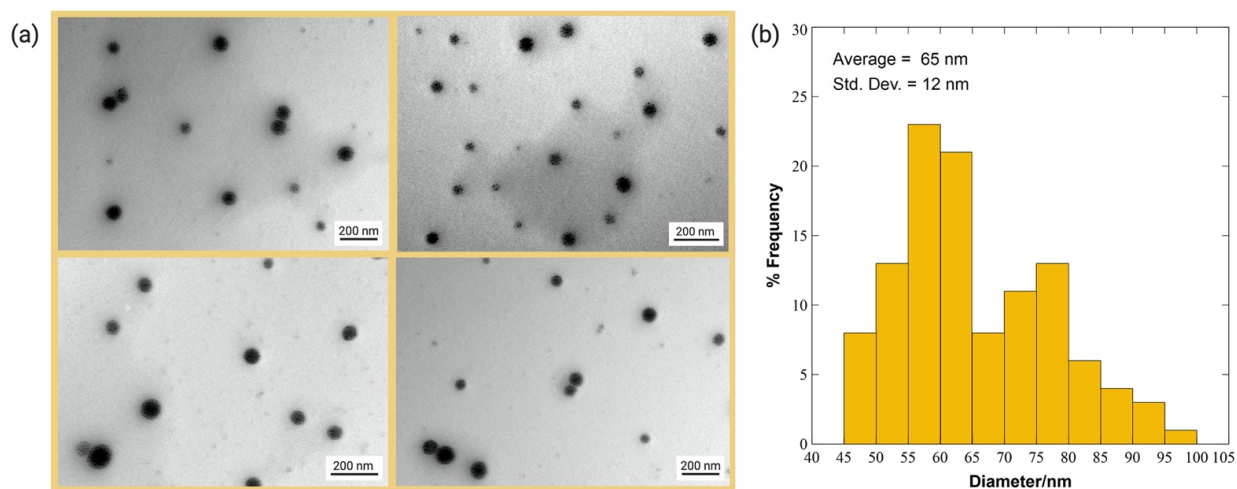 (a)
200 nm
200 nm
200 nm
200 nm
(b)
Average = 65 nm
Std. Dev. = 12 nm
% Frequency
30
25
20
15
10
5
0
40 45 50 55 60 65 70 75 80 85 90 95 100 105
Diameter/nm